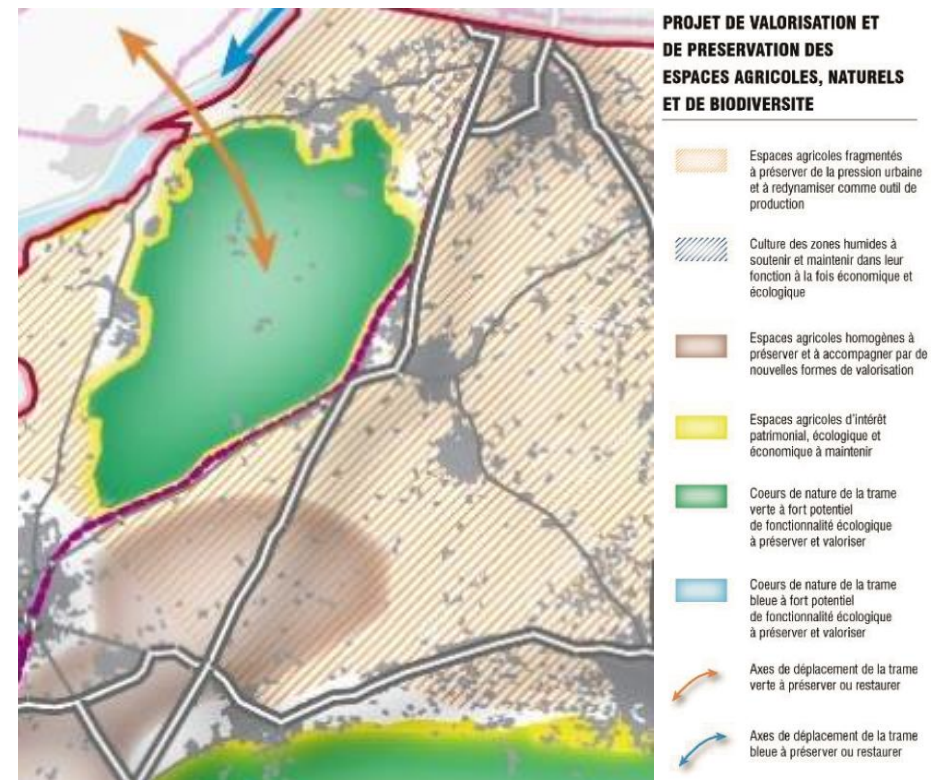 PROJET DE VALORISATION ET
DE PRESERVATION DES
ESPACES AGRICOLES, NATURELS
ET DE BIODIVERSITE
Espaces agricoles fragmentés
à préserver de la pression urbaine
et à redynamiser comme outil de
production
Culture des zones humides à
soutenir et maintenir dans leur
fonction à la fois économique et
écologique
Espaces agricoles homogènes à
préserver et à accompagner par de
nouvelles formes de valorisation
Espaces agricoles d'intérêt
patrimonial, écologique et
économique à maintenir
Coeurs de nature de la trame
verte à fort potentiel
de fonctionnalité écologique
à préserver et valoriser
Coeurs de nature de la trame
bleue à fort potentiel
de fonctionnalité écologique
à préserver et valoriser
Axes de déplacement de la trame
verte à préserver ou restaurer
Axes de déplacement de la trame
bleue à préserver ou restaurer